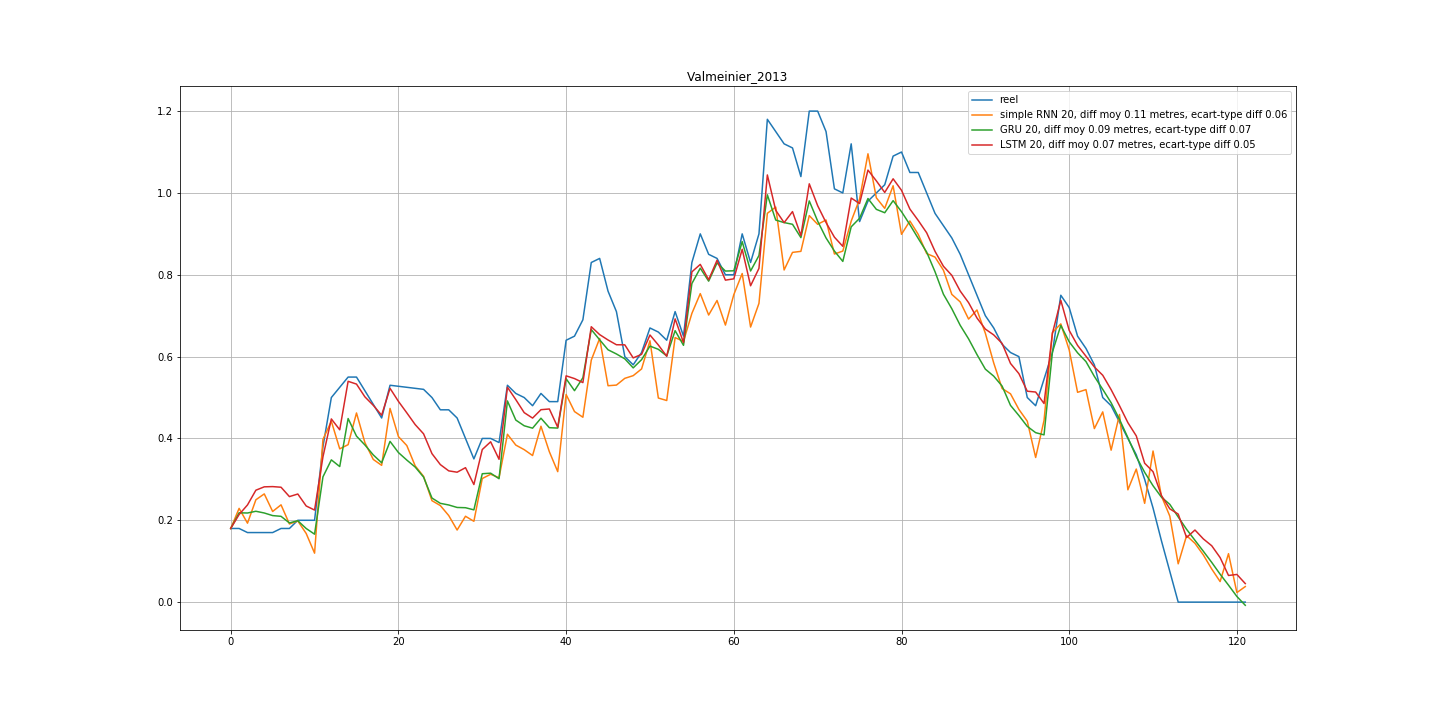 Valmeinier_2013
reel
simple RNN 20, diff moy 0.11 metres, ecart-type diff 0.06
GRU 20, diff moy 0.09 metres, ecart-type diff 0.07
LSTM 20, diff moy 0.07 metres, ecart-type diff 0.05
1.2
1.0
0.8
0.6
0.4
0.2
0.0
0 20 40 60 80 100 120